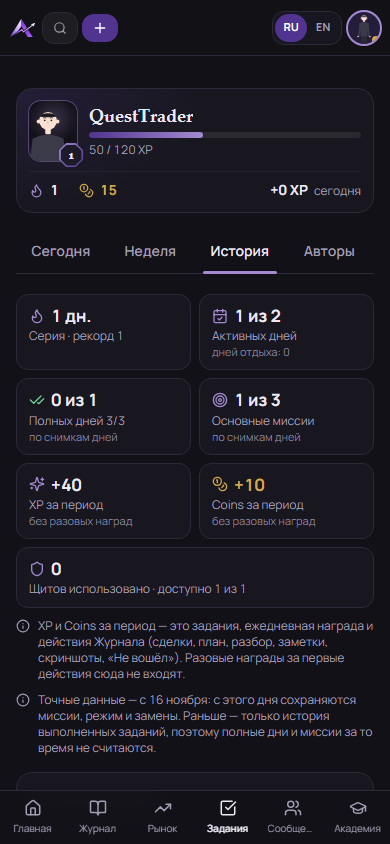 RU EN
QuestTrader
50 / 120 XP
1
1 15 +0 XP сегодня
Сегодня Неделя История Авторы
1 дн.
Серия · рекорд 1
1 из 2
Активных дней
дней отдыха: 0
0 из 1
Полных дней 3/3
по снимкам дней
1 из 3
Основные миссии
по снимкам дней
+40
XP за период
без разовых наград
+10
Coins за период
без разовых наград
0
Щитов использовано · доступно 1 из 1
XP и Coins за период — это задания, ежедневная награда и
действия Журнала (сделки, план, разбор, заметки,
скриншоты, «Не вошёл»). Разовые награды за первые
действия сюда не входят.
Точные данные — с 16 ноября: с этого дня сохраняются
миссии, режим и замены. Раньше — только история
выполненных заданий, поэтому полные дни и миссии за то
время не считаются.
Главная Журнал Рынок Задания Сообще... Академия